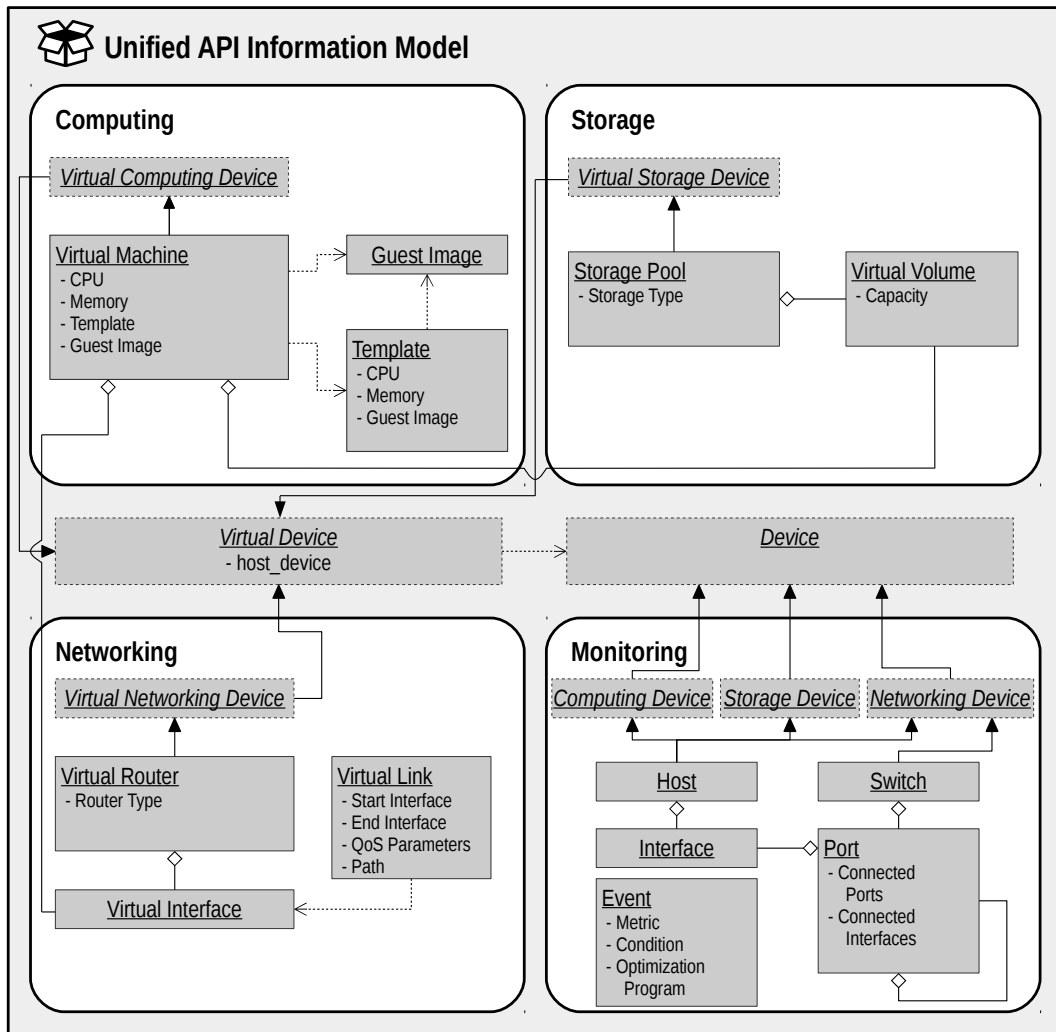 Unified API Information Model
Computing
Virtual Computing Device
Virtual Machine
- CPU
- Memory
- Template
- Guest Image
Guest Image
Template
- CPU
- Memory
- Guest Image
Storage
Virtual Storage Device
Storage Pool
- Storage Type
Virtual Volume
- Capacity
Virtual Device
- host_device
Device
Networking
Virtual Networking Device
Virtual Router
- Router Type
Virtual Link
- Start Interface
- End Interface
- QoS Parameters
- Path
Virtual Interface
Monitoring
Computing Device
Storage Device
Networking Device
Host
Switch
Interface
Port
- Connected
Ports
- Connected
Interfaces
Event
- Metric
- Condition
- Optimization
Program